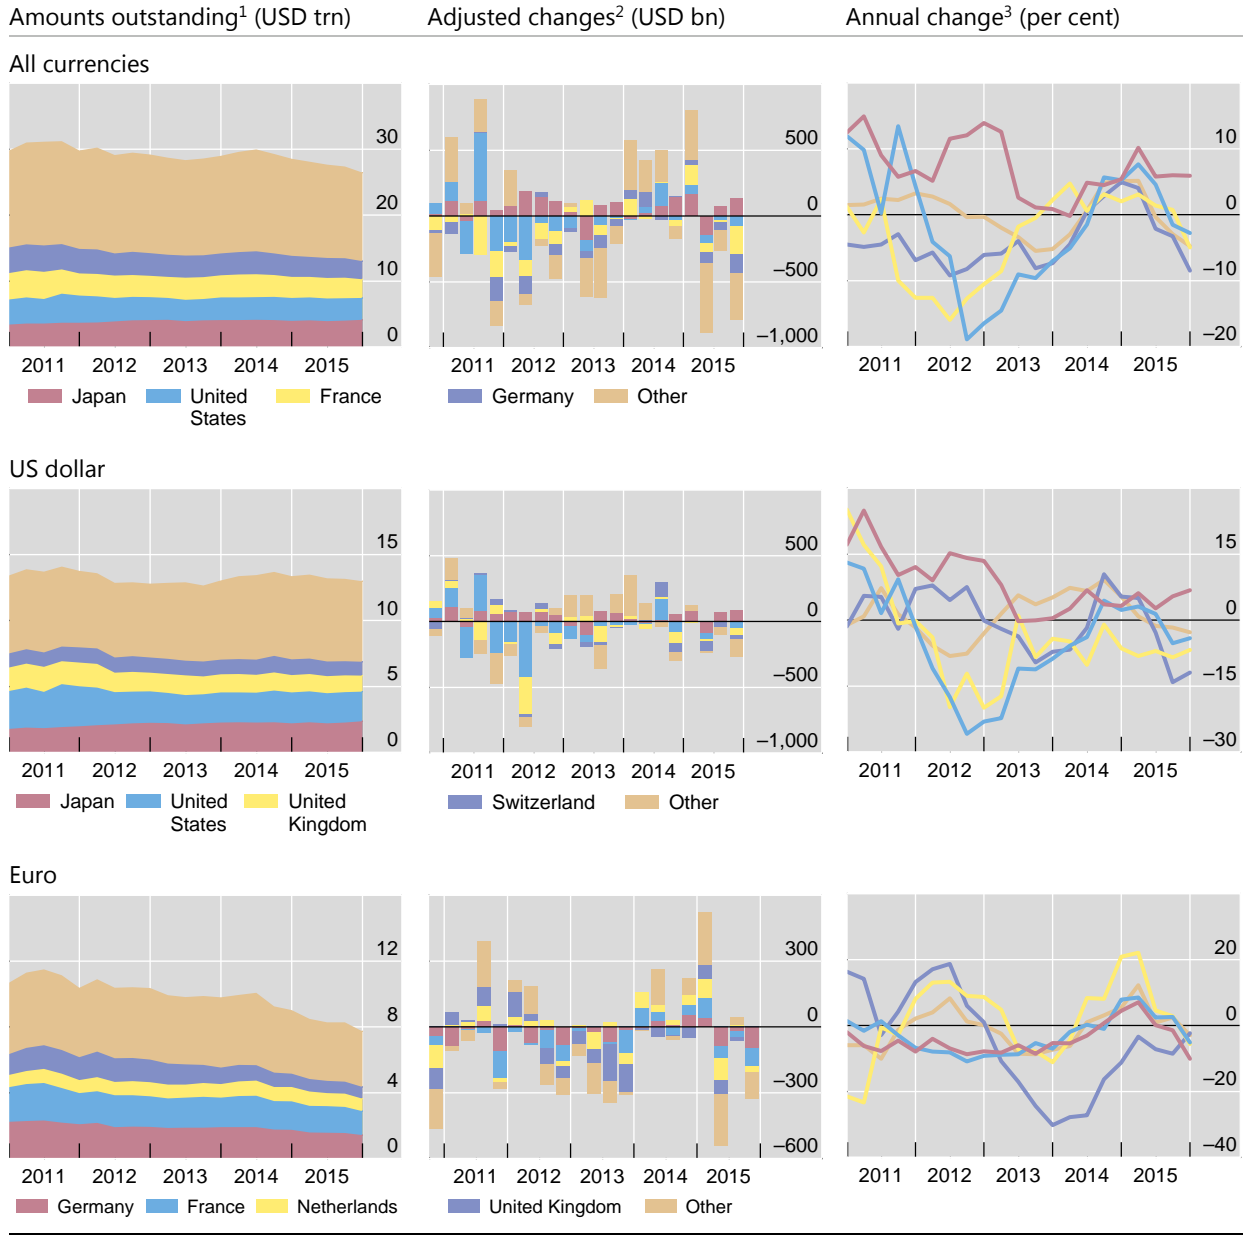 Amounts outstanding¹ (USD trn) Adjusted changes² (USD bn) Annual change³ (per cent)
All currencies
30 500 10
20 0 0
10 –500 –10
0 –1,000 –20
2011 2012 2013 2014 2015 2011 2012 2013 2014 2015 2011 2012 2013 2014 2015
Japan United States France Germany Other
US dollar
15 500 15
10 0 0
5 –500 –15
0 –1,000 –30
2011 2012 2013 2014 2015 2011 2012 2013 2014 2015 2011 2012 2013 2014 2015
Japan United States United Kingdom Switzerland Other
Euro
12 300 20
8 0 0
4 –300 –20
0 –600 –40
2011 2012 2013 2014 2015 2011 2012 2013 2014 2015 2011 2012 2013 2014 2015
Germany France Netherlands United Kingdom Other